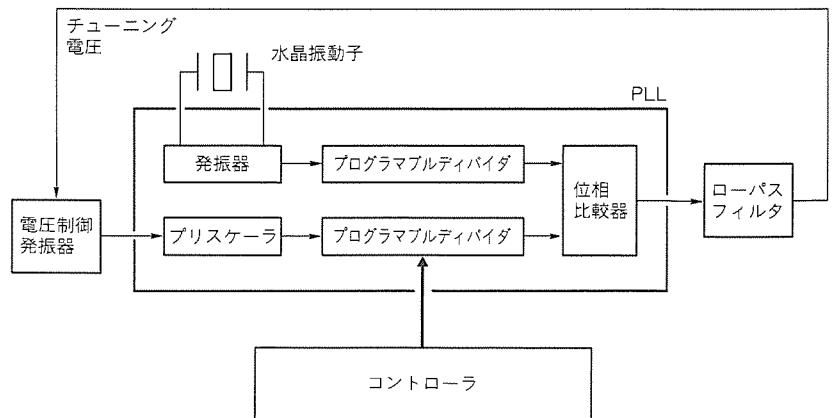 チューニング
電圧
水晶振動子
PLL
発振器
プログラマブルディバイダ
位相
比較器
ローパス
フィルタ
電圧制御
発振器
プリスケーラ
プログラマブルディバイダ
コントローラ